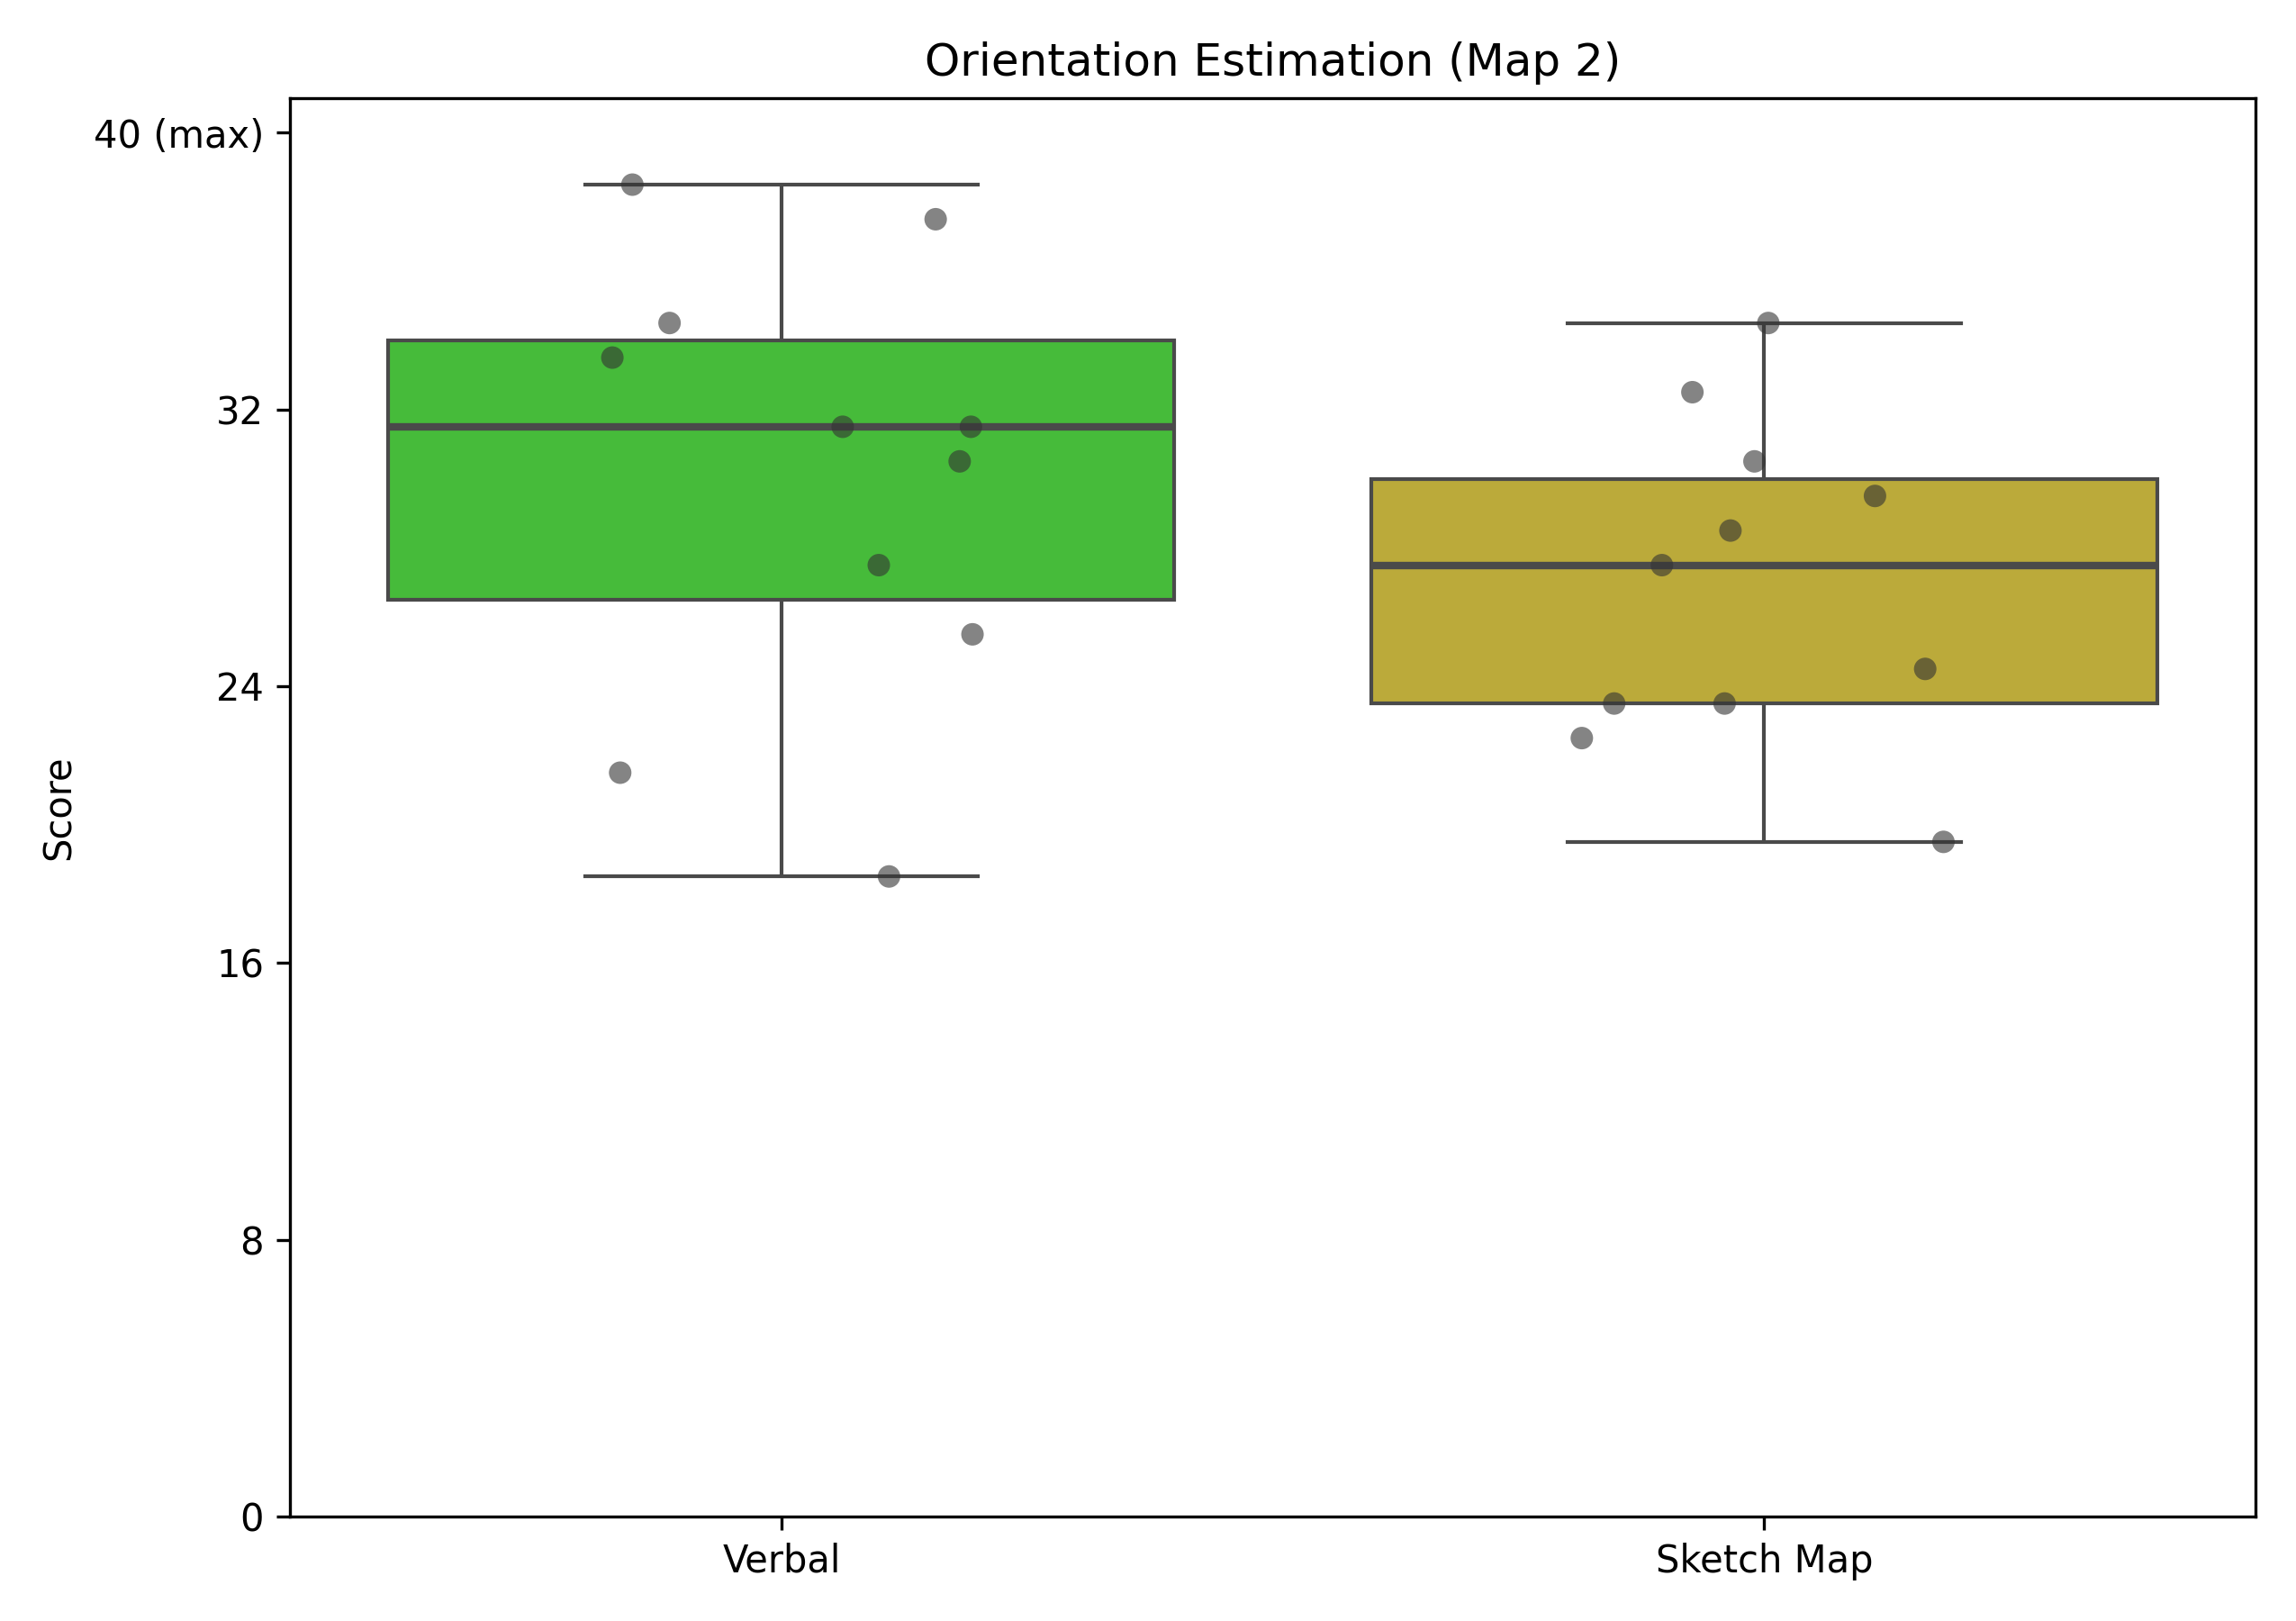 Orientation Estimation (Map 2)
40 (max)
32
24
16
8
0
Score
Verbal
Sketch Map